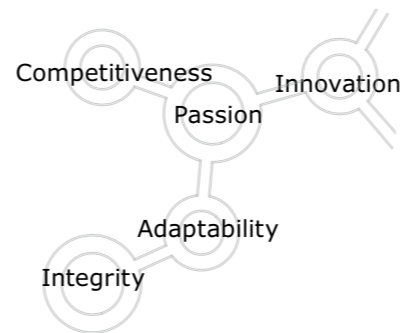 Competitiveness
Innovation
Passion
Adaptability
Integrity